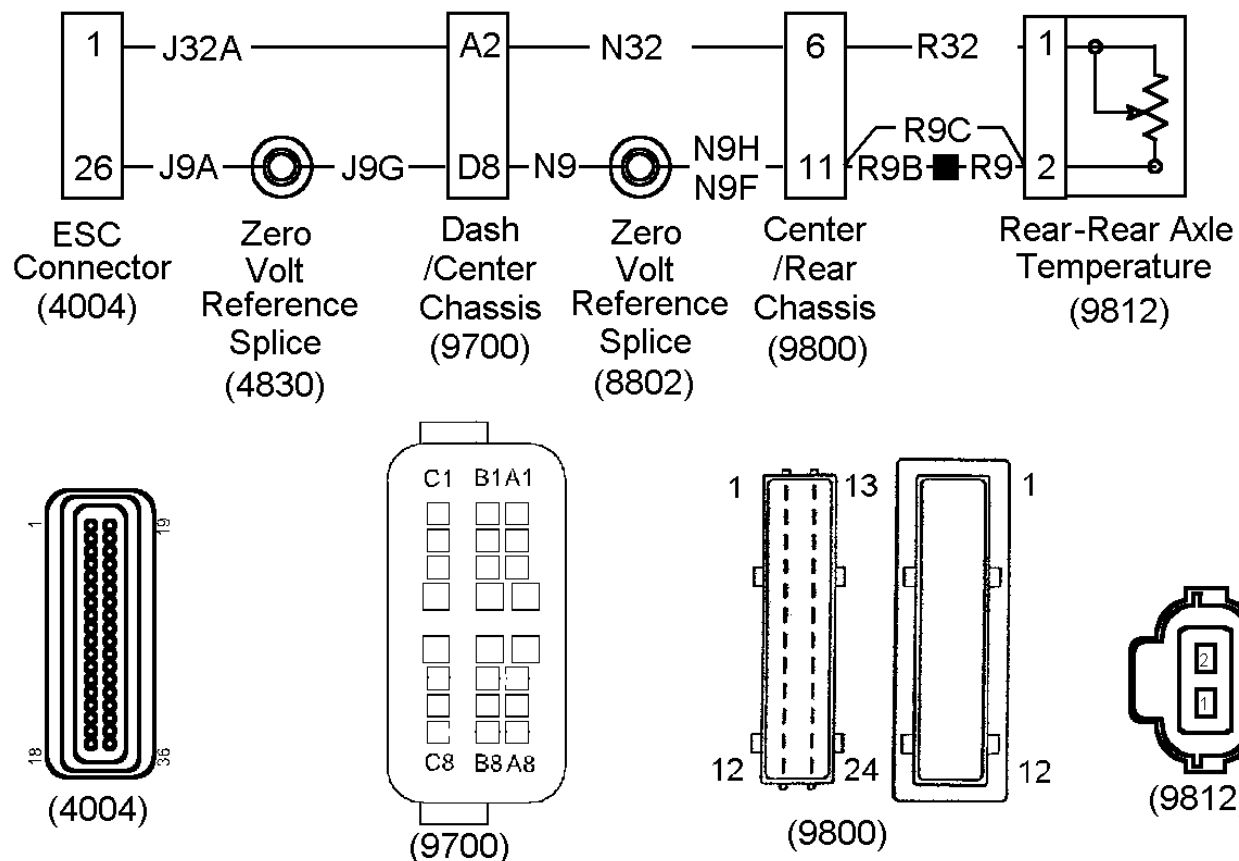 1 J32A A2 N32 6 R32 1
R9C
N9H
26 J9A J9G D8 N9 11 R9B R9 2
N9F
ESC
Connector
(4004)
Zero
Volt
Reference
Splice
(4830)
Dash
/Center
Chassis
(9700)
Zero
Volt
Reference
Splice
(8802)
Center
/Rear
Chassis
(9800)
Rear-Rear Axle
Temperature
(9812)
1 19
18 36
(4004)
C1 B1 A1
C8 B8 A8
(9700)
1 13 1
12 24 12
(9800)
2
1
(9812